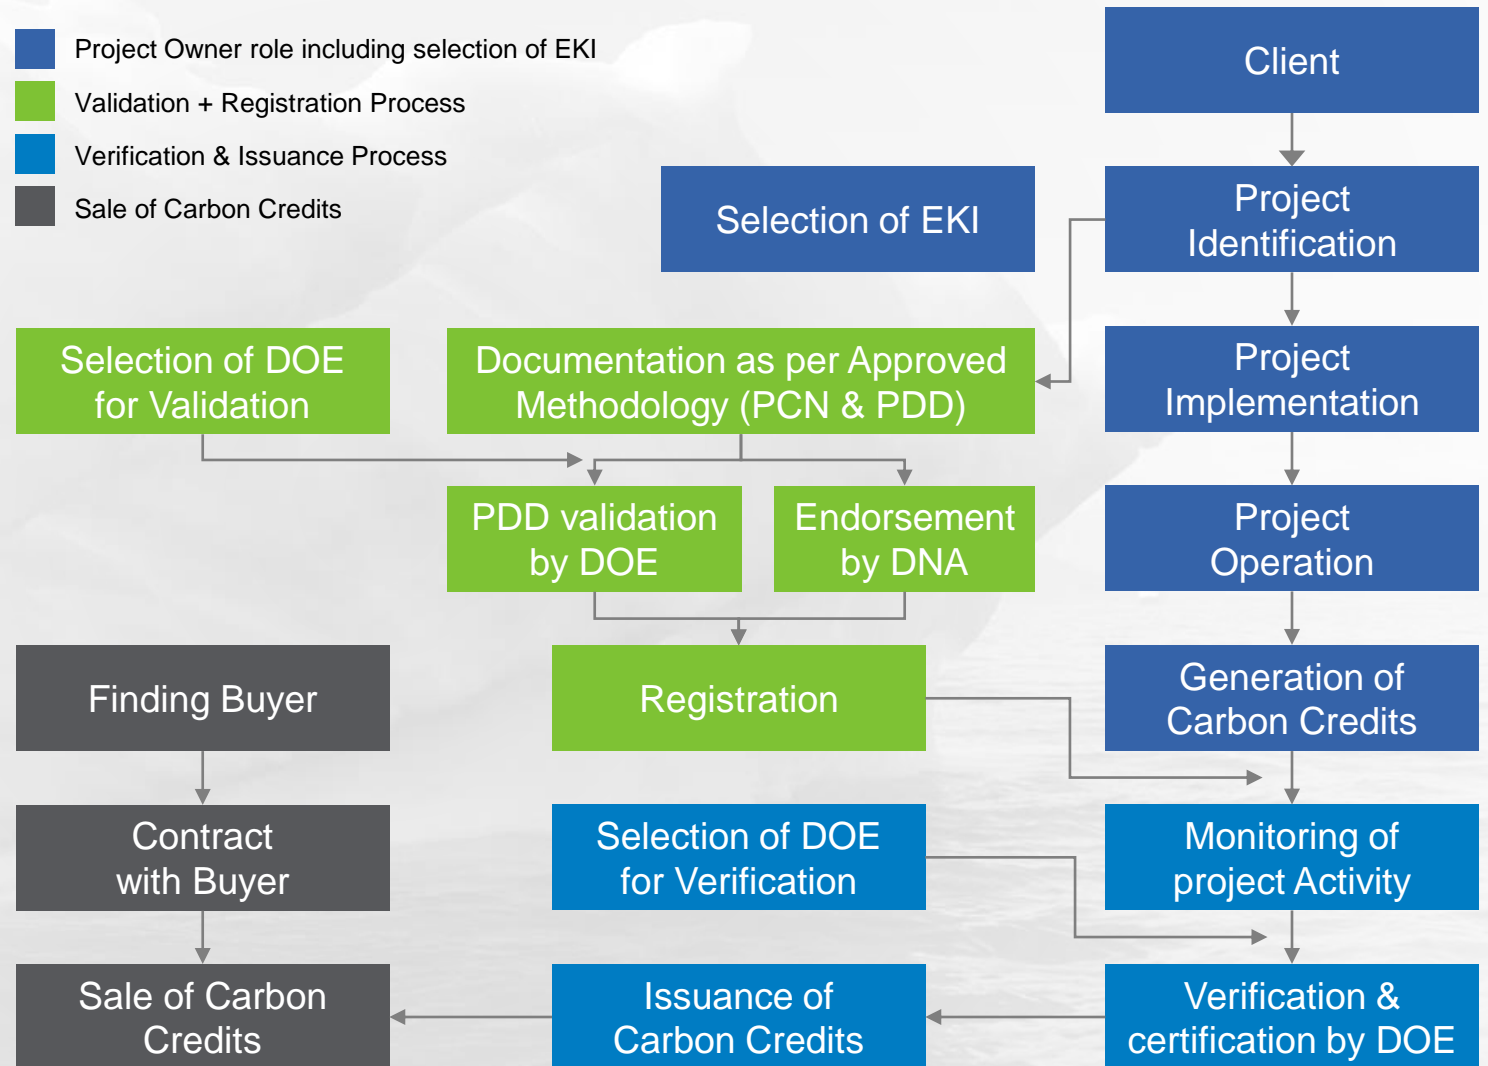 Project Owner role including selection of EKI
Validation + Registration Process
Verification & Issuance Process
Sale of Carbon Credits
Client
Selection of EKI
Project
Identification
Selection of DOE
for Validation
Documentation as per Approved
Methodology (PCN & PDD)
Project
Implementation
PDD validation
by DOE
Endorsement
by DNA
Project
Operation
Finding Buyer
Registration
Generation of
Carbon Credits
Contract
with Buyer
Selection of DOE
for Verification
Monitoring of
project Activity
Sale of Carbon
Credits
Issuance of
Carbon Credits
Verification &
certification by DOE